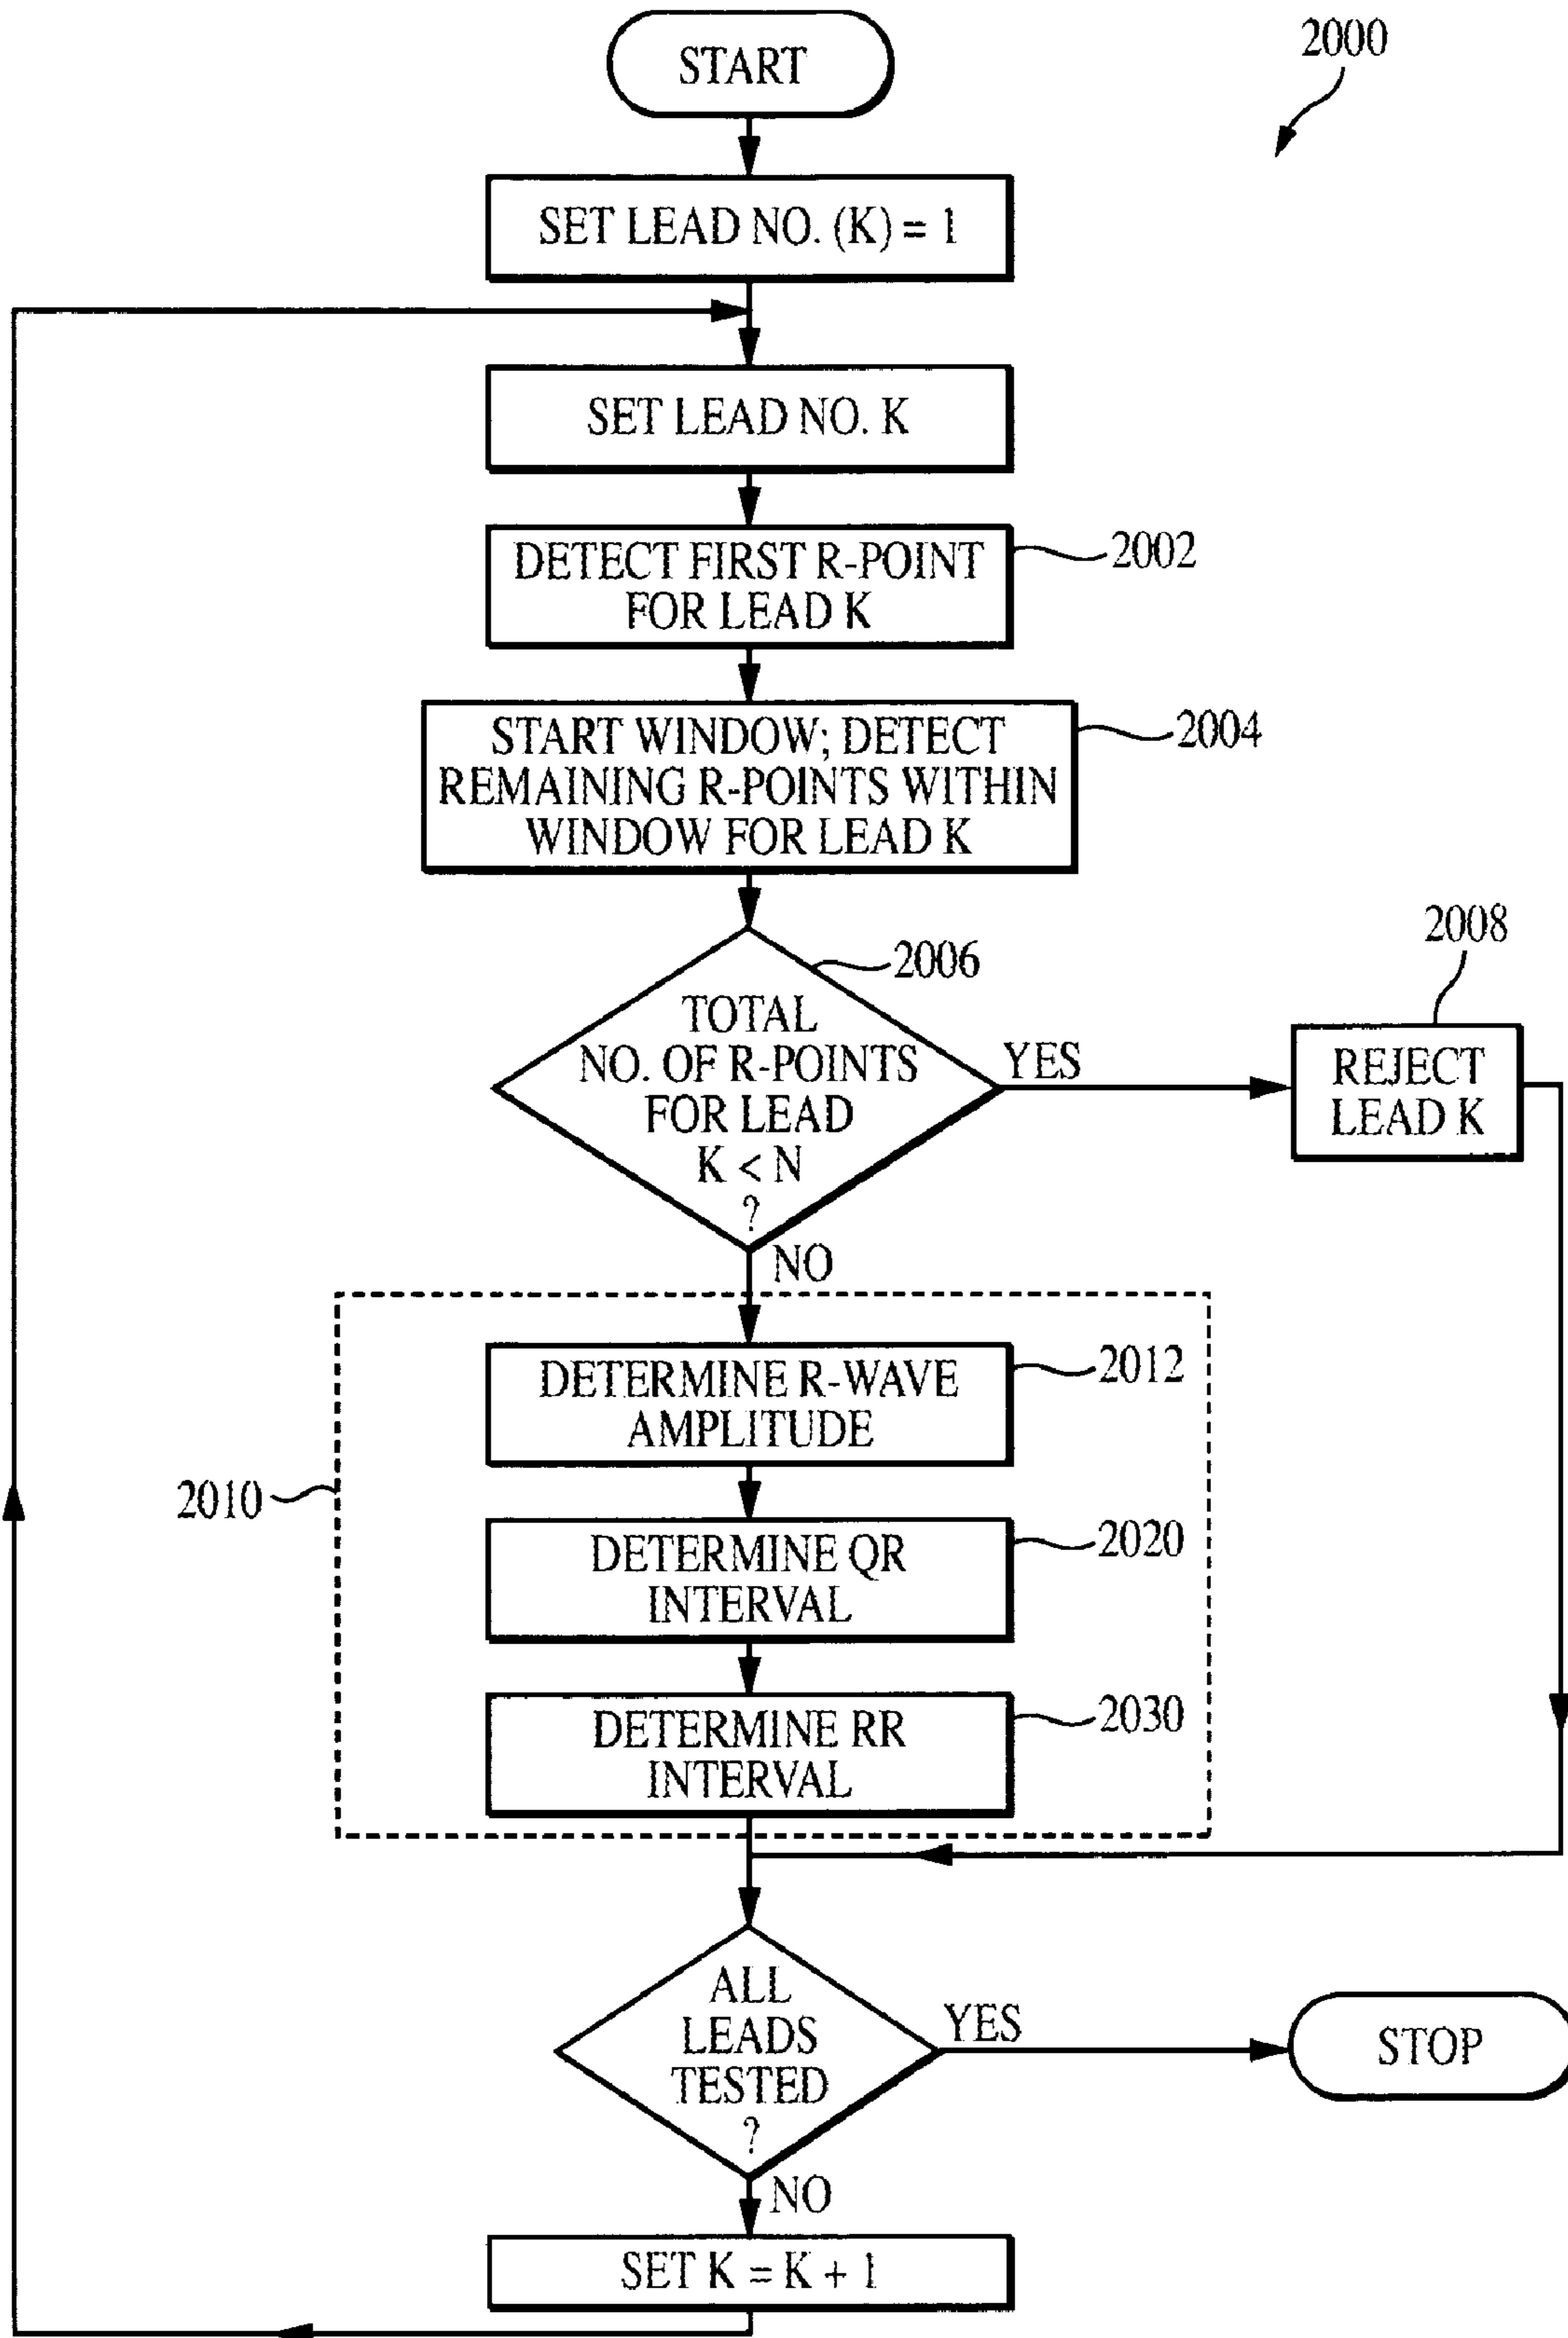 START
2000
SET LEAD NO. (K) = 1
SET LEAD NO. K
DETECT FIRST R-POINT
FOR LEAD K
2002
START WINDOW; DETECT
REMAINING R-POINTS WITHIN
WINDOW FOR LEAD K
2004
2006
TOTAL
NO. OF R-POINTS
FOR LEAD
K < N
?
YES
2008
REJECT
LEAD K
NO
2010
DETERMINE R-WAVE
AMPLITUDE
2012
DETERMINE QR
INTERVAL
2020
DETERMINE RR
INTERVAL
2030
ALL
LEADS
TESTED
?
YES
STOP
NO
SET K = K + 1